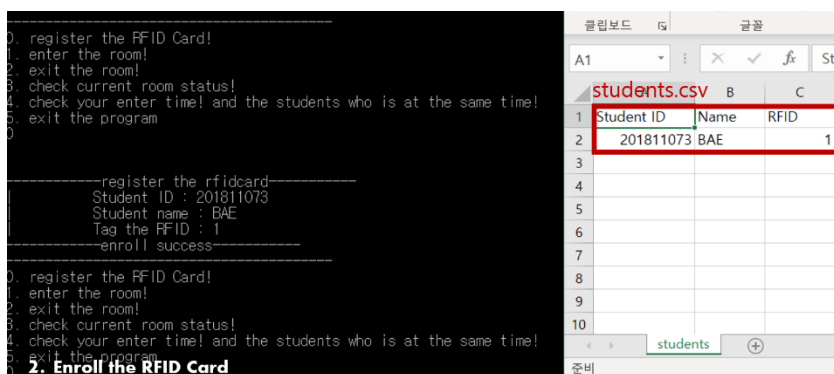 ------------------------------------------
0. register the RFID Card!
1. enter the room!
2. exit the room!
3. check current room status!
4. check your enter time! and the students who is at the same time!
5. exit the program
0
------------register the rfidcard-----------
| Student ID : 201811073
| Student name : BAE
| Tag the RFID : 1
------------enroll success-----------
------------------------------------------
0. register the RFID Card!
1. enter the room!
2. exit the room!
3. check current room status!
4. check your enter time! and the students who is at the same time!
5. exit the program
2. Enroll the RFID Card
클립보드 글꼴
A1 fx St
students.csv B C
1 Student ID Name RFID
2 201811073 BAE 1
3
4
5
6
7
8
9
10
students
준비